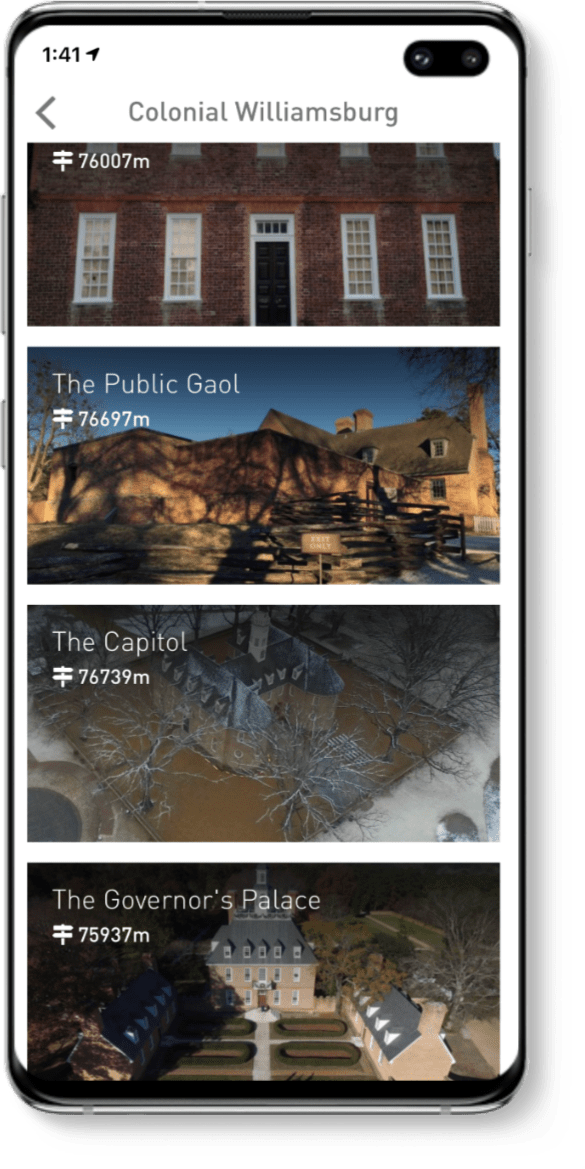 1:41
Colonial Williamsburg
76007m
The Public Gaol
76697m
EXIT
ONLY
The Capitol
76739m
The Governor's Palace
75937m